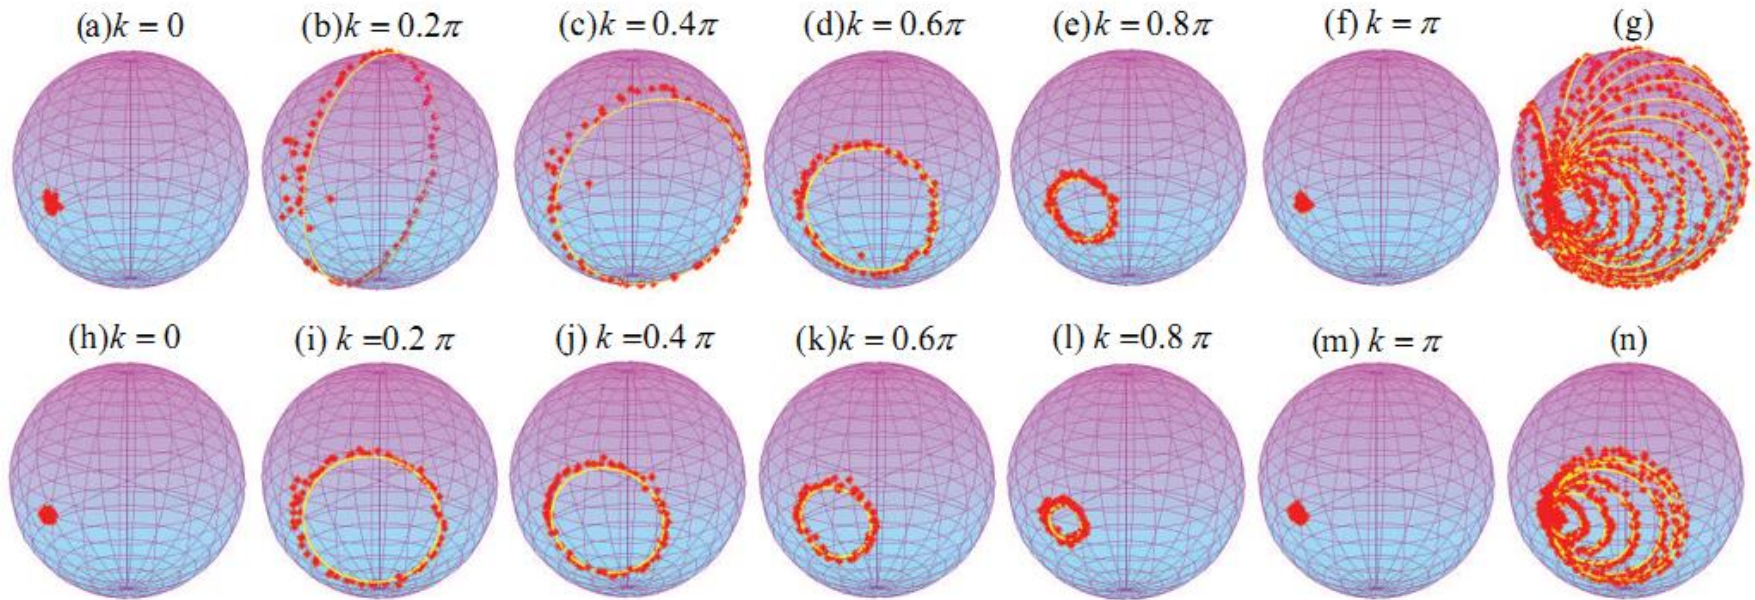 (a)k = 0 (b)k = 0.2π (c)k = 0.4π (d)k = 0.6π (e)k = 0.8π (f) k = π (g)
(h)k = 0 (i) k =0.2 π (j) k =0.4 π (k)k = 0.6π (l) k =0.8 π (m) k = π (n)